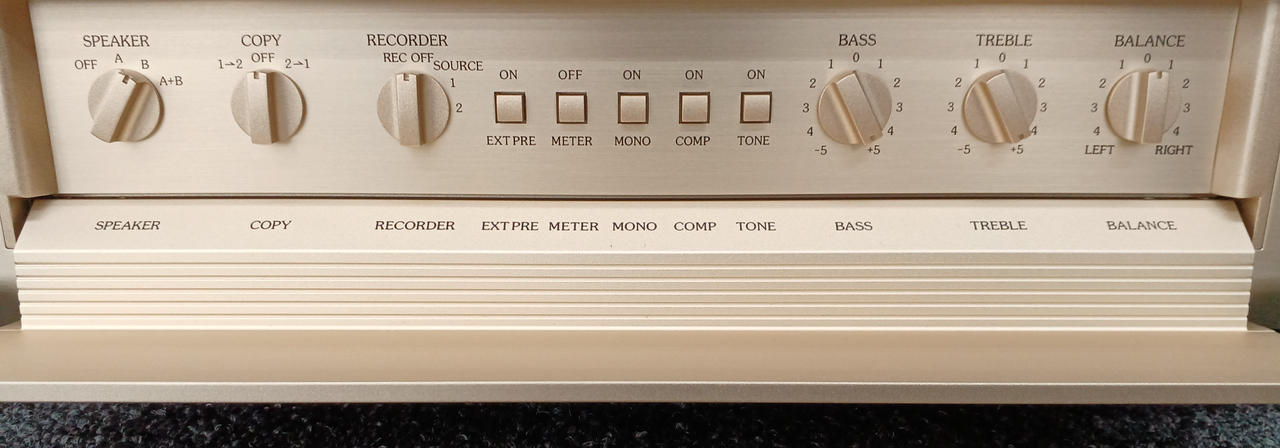 SPEAKER COPY RECORDER BASS TREBLE BALANCE
OFF A B A+B
1→2 OFF 2→1
REC OFF SOURCE 1 2
ON OFF ON ON ON
EXT PRE METER MONO COMP TONE
4 3 2 1 0 1 2 3 4
-5 +5
4 3 2 1 0 1 2 3 4
-5 +5
4 3 2 1 0 1 2 3 4
LEFT RIGHT
SPEAKER COPY RECORDER EXT PRE METER MONO COMP TONE BASS TREBLE BALANCE